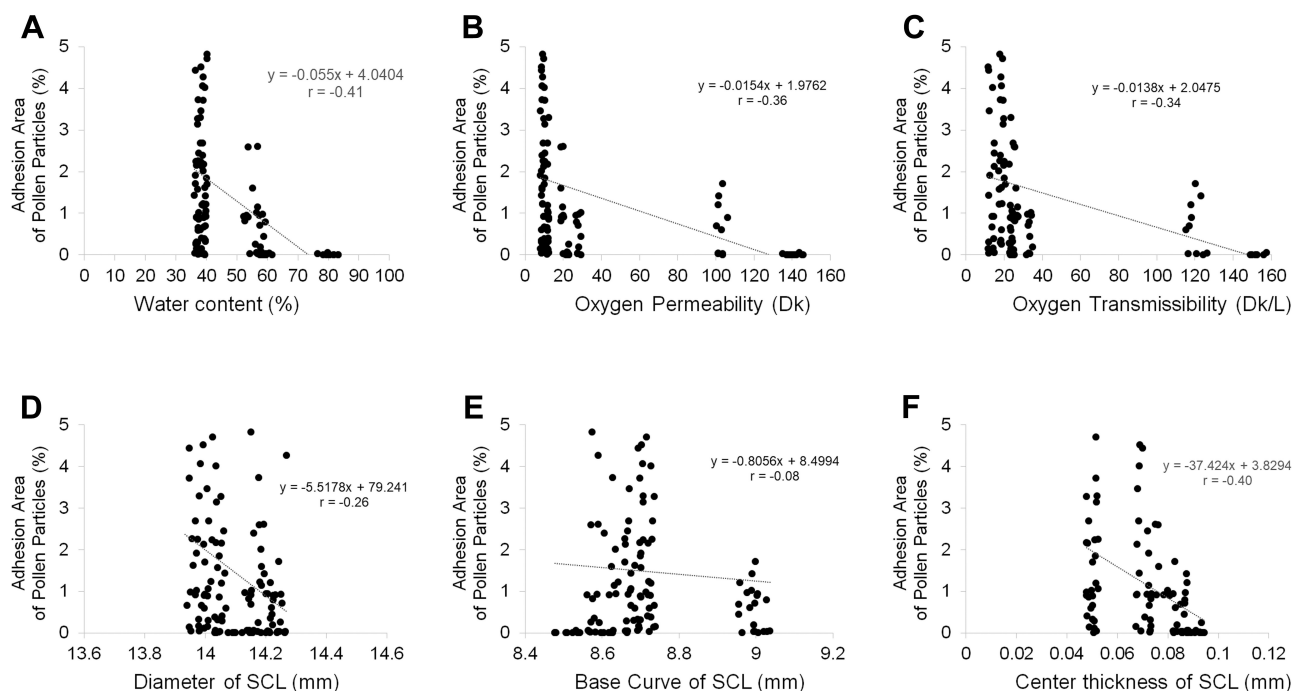 A
Adhesion Area
of Pollen Particles (%)
5
4
3
2
1
0
y = -0.055x + 4.0404
r = -0.41
0 10 20 30 40 50 60 70 80 90 100
Water content (%)
B
Adhesion Area
of Pollen Particles (%)
5
4
3
2
1
0
y = -0.0154x + 1.9762
r = -0.36
0 20 40 60 80 100 120 140 160
Oxygen Permeability (Dk)
C
Adhesion Area
of Pollen Particles (%)
5
4
3
2
1
0
y = -0.0138x + 2.0475
r = -0.34
0 20 40 60 80 100 120 140 160
Oxygen Transmissibility (Dk/L)
D
Adhesion Area
of Pollen Particles (%)
5
4
3
2
1
0
y = -5.5178x + 79.241
r = -0.26
13.6 13.8 14 14.2 14.4 14.6
Diameter of SCL (mm)
E
Adhesion Area
of Pollen Particles (%)
5
4
3
2
1
0
y = -0.8056x + 8.4994
r = -0.08
8.4 8.6 8.8 9 9.2
Base Curve of SCL (mm)
F
Adhesion Area
of Pollen Particles (%)
5
4
3
2
1
0
y = -37.424x + 3.8294
r = -0.40
0 0.02 0.04 0.06 0.08 0.1 0.12
Center thickness of SCL (mm)